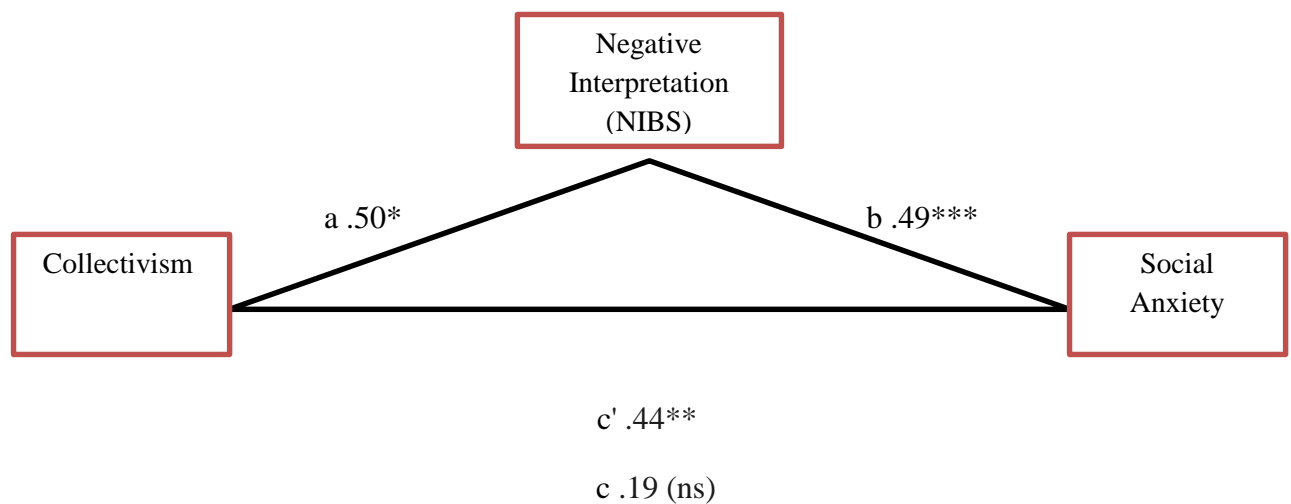 Negative
Interpretation
(NIBS)
a .50*
b .49***
Collectivism
Social
Anxiety
c' .44**
c .19 (ns)